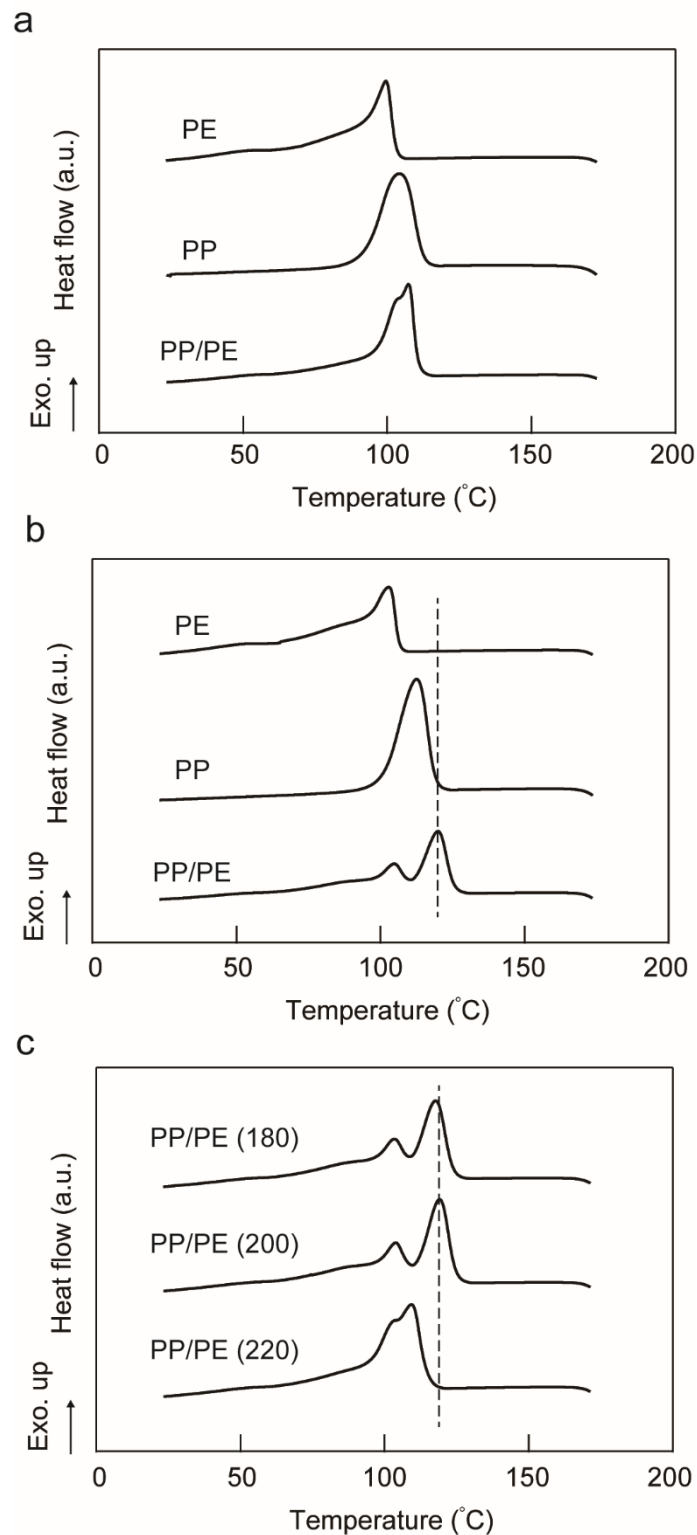 a
PE
PP
PP/PE
Heat flow (a.u.)
Exo. up
0 50 100 150 200
Temperature (°C)
b
PE
PP
PP/PE
Heat flow (a.u.)
Exo. up
0 50 100 150 200
Temperature (°C)
c
PP/PE (180)
PP/PE (200)
PP/PE (220)
Heat flow (a.u.)
Exo. up
0 50 100 150 200
Temperature (°C)